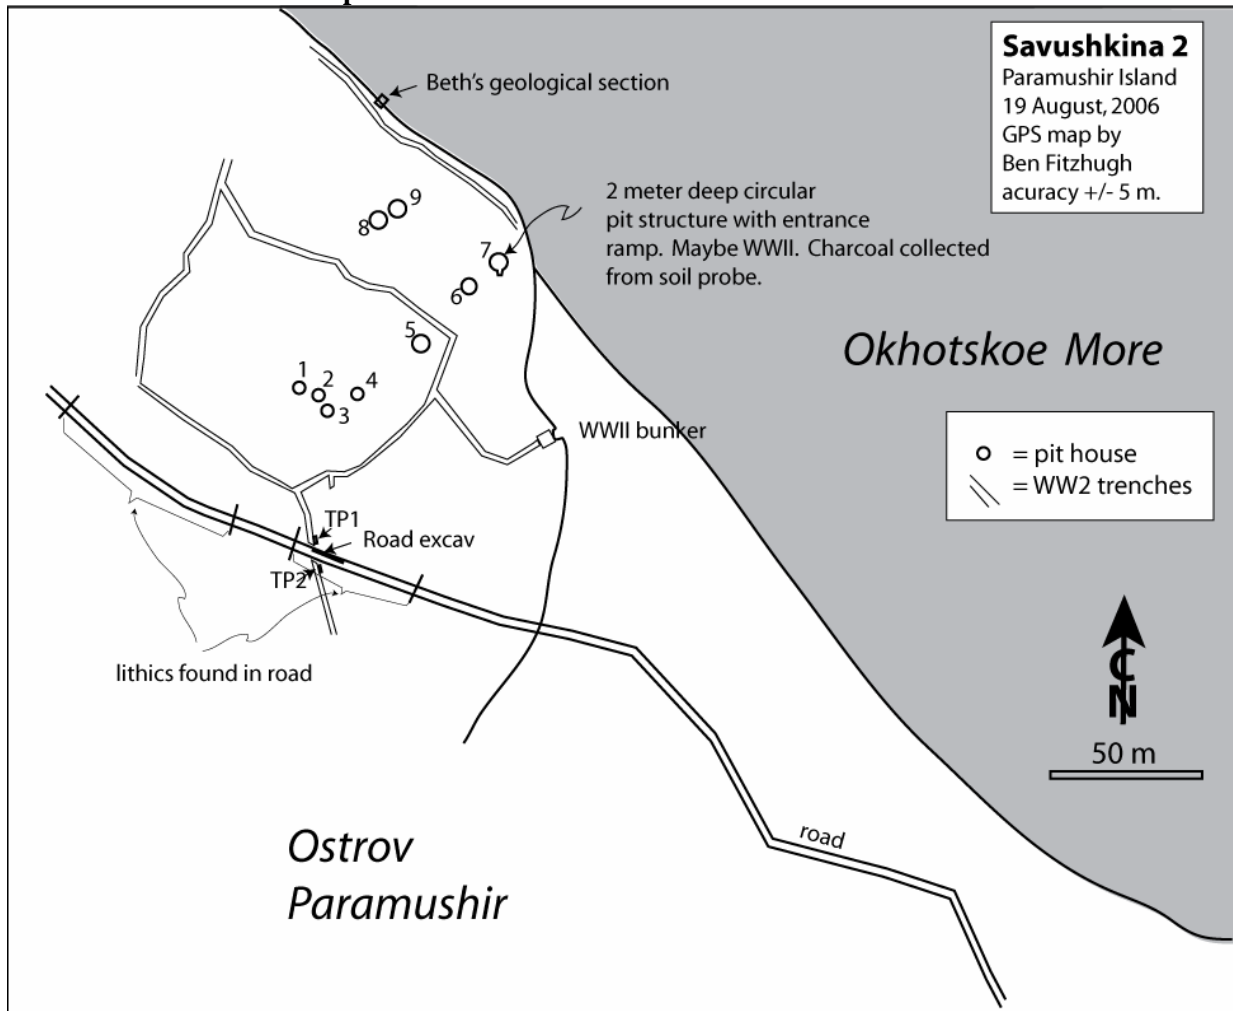 Savushkina 2
Paramushir Island
19 August, 2006
GPS map by
Ben Fitzhugh
acuracy +/- 5 m.
Beth's geological section
2 meter deep circular
pit structure with entrance
ramp. Maybe WWII. Charcoal collected
from soil probe.
9
8
7
6
5
Okhotskoe More
1
2
4
3
WWII bunker
= pit house
= WW2 trenches
TP1
Road excav
TP2
lithics found in road
N
50 m
road
Ostrov
Paramushir